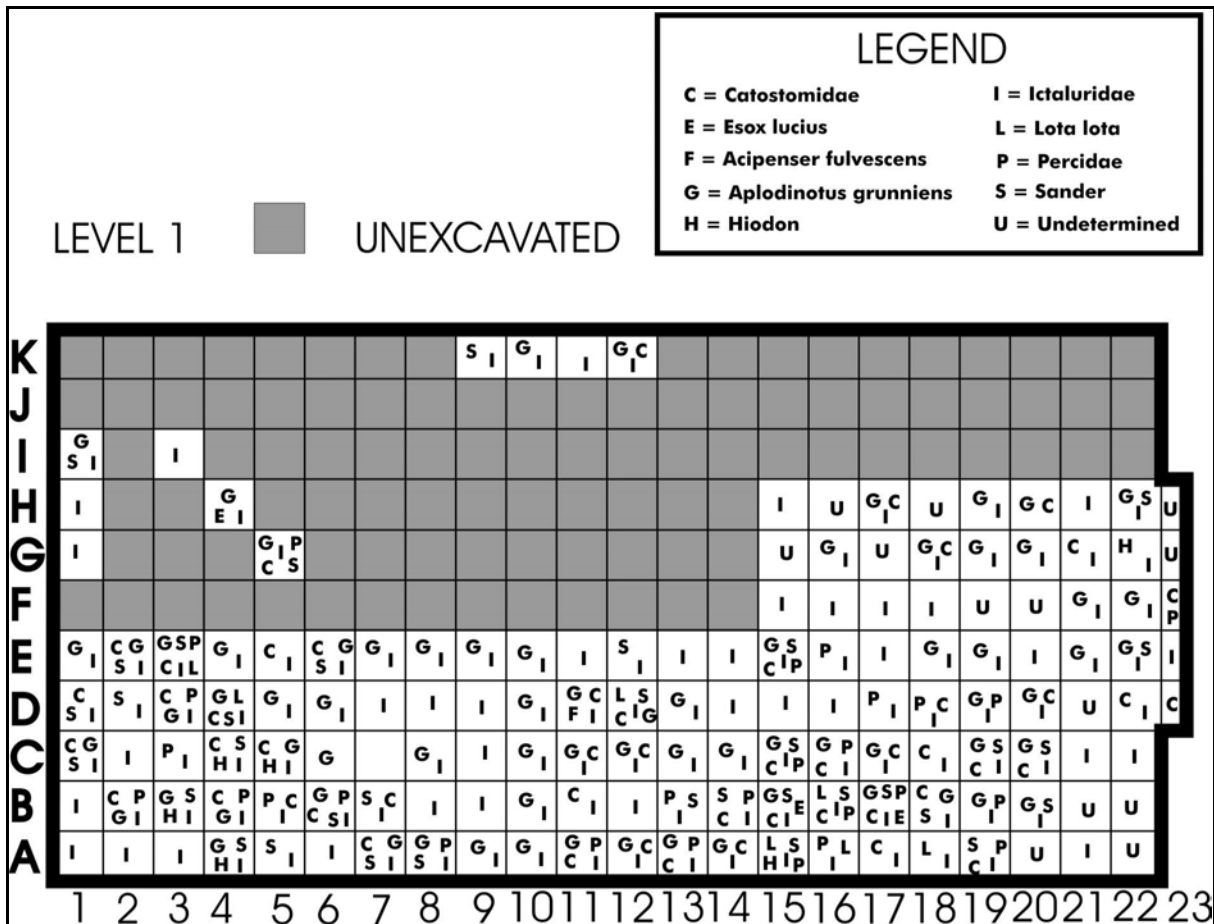 LEGEND
C = Catostomidae I = Ictaluridae
E = Esox lucius L = Lota lota
F = Acipenser fulvescens P = Percidae
G = Aplodinotus grunniens S = Sander
H = Hiodon U = Undetermined
LEVEL 1 UNEXCAVATED
K S I G I I G I C
J
I G S I I
H I G E I I U G I C U G I G C I G I S U
G I G I P C S U G I U G I C G I G I C I H I U
F I I I I U U G I G I C P
E G I C G S I G S P C I L G I C I C G S I G I G I G I G I I S I I I G S C I P P I I G I G I I G I G I S I
D C S I S I C P G I G L C S I G I G I I I I G I G C F I L S C I G G I I I I P I P I C G I P G I C U C I C
C C G S I I P I C S H I C G H I G G I I G I G I C G I C G I G I G S C I P G P C I G I C C I G S C I G S C I I I
B I C P G I G S H I C P G I P I C G P C S I S I C I I G I C I I P I S S P C I G S C I E L S C I P G S P C I E C G S I G I P G I S U U
A I I I G S H I S I I C G S I G S P I G I G I G P C I G I C G P C I G I C L S H I P P I L C I L I S C I P U I U
1 2 3 4 5 6 7 8 9 10 11 12 13 14 15 16 17 18 19 20 21 22 23